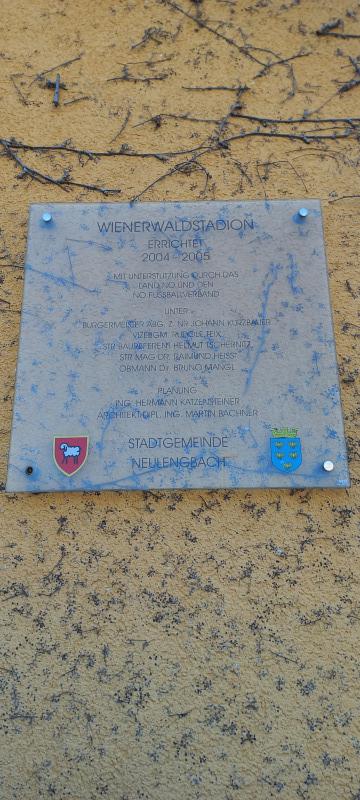 WIENERWALDSTADION
ERRICHTET
2004 - 2005
MIT UNTERSTÜTZUNG DURCH DAS
LAND NÖ UND DEN
NÖ FUSSBALLVERBAND
UNTER
BÜRGERMEISTER ABG. Z. NR JOHANN KURZBAUER
VIZEBGM. RUDOLF TEIX
STR BAUREFERENT HELMUT TSCHERNITZ
STR MAG. DR. RAIMUND HEISS
OBMANN DR. BRUNO MANGL
PLANUNG
ING. HERMANN KATZENSTEINER
ARCHITEKT DIPL. ING. MARTIN BACHNER
STADTGEMEINDE
NEULENGBACH